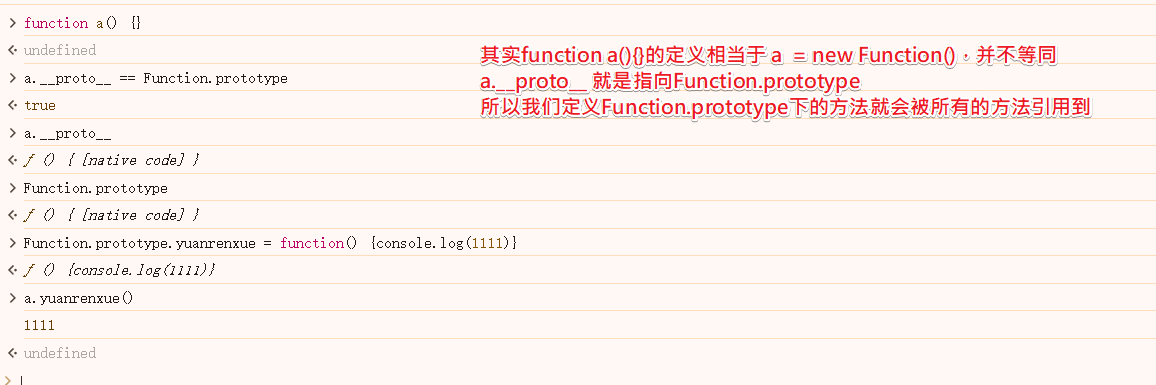 > function a() {}
其实function a(){}的定义相当于 a = new Function()，并不等同
< undefined
a.__proto__ 就是指向Function.prototype
> a.__proto__ == Function.prototype
所以我们定义Function.prototype下的方法就会被所有的方法引用到
< true
> a.__proto__
< f () { [native code] }
> Function.prototype
< f () { [native code] }
> Function.prototype.yuanrenxue = function() {console.log(1111)}
< f () {console.log(1111)}
> a.yuanrenxue()
1111
< undefined
>